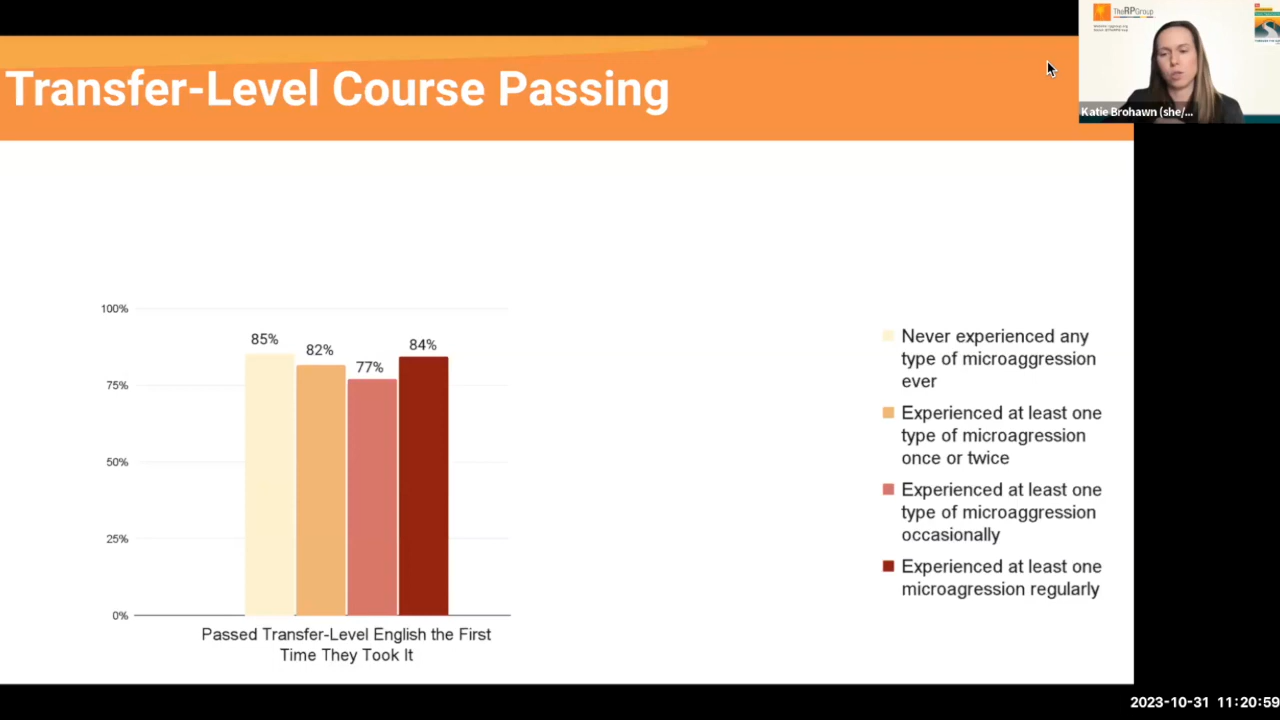 TheRPGroup
Transfer-Level Course Passing
Katie Brohawn (she/...
100%
75%
50%
25%
0%
85%
82%
77%
84%
Passed Transfer-Level English the First
Time They Took It
Never experienced any
type of microaggression
ever
Experienced at least one
type of microagression
once or twice
Experienced at least one
type of microaggression
occasionally
Experienced at least one
microagression regularly
2023-10-31 11:20:59